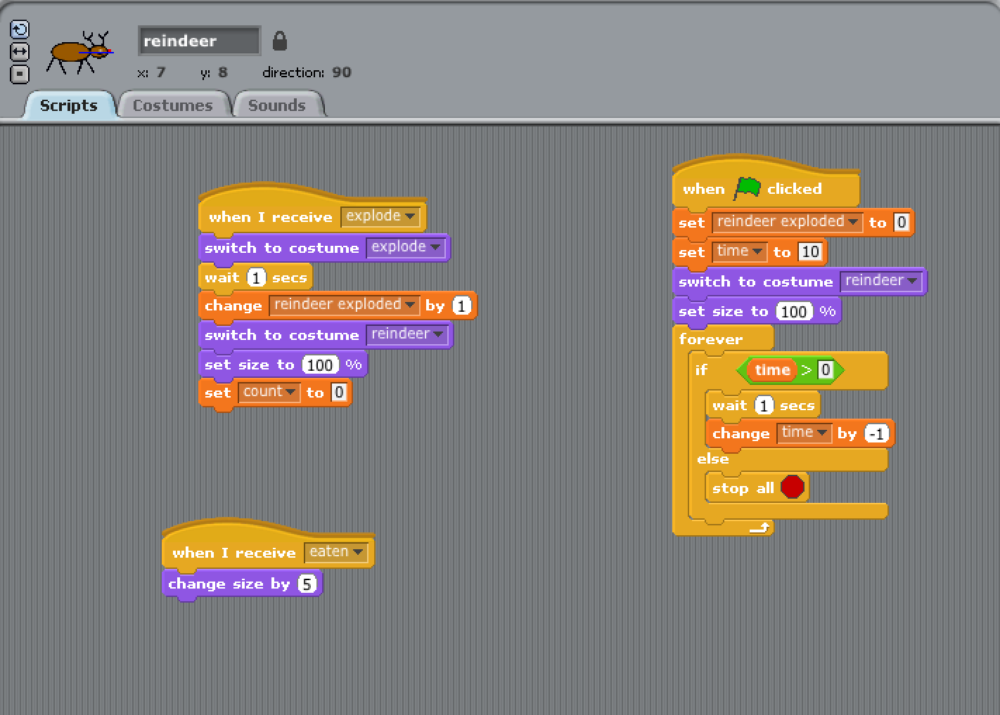 reindeer
x: 7 y: 8 direction: 90
Scripts Costumes Sounds
when I receive explode
switch to costume explode
wait 1 secs
change reindeer exploded by 1
switch to costume reindeer
set size to 100 %
set count to 0
when I receive eaten
change size by 5
when clicked
set reindeer exploded to 0
set time to 10
switch to costume reindeer
set size to 100 %
forever
if time > 0
wait 1 secs
change time by -1
else
stop all